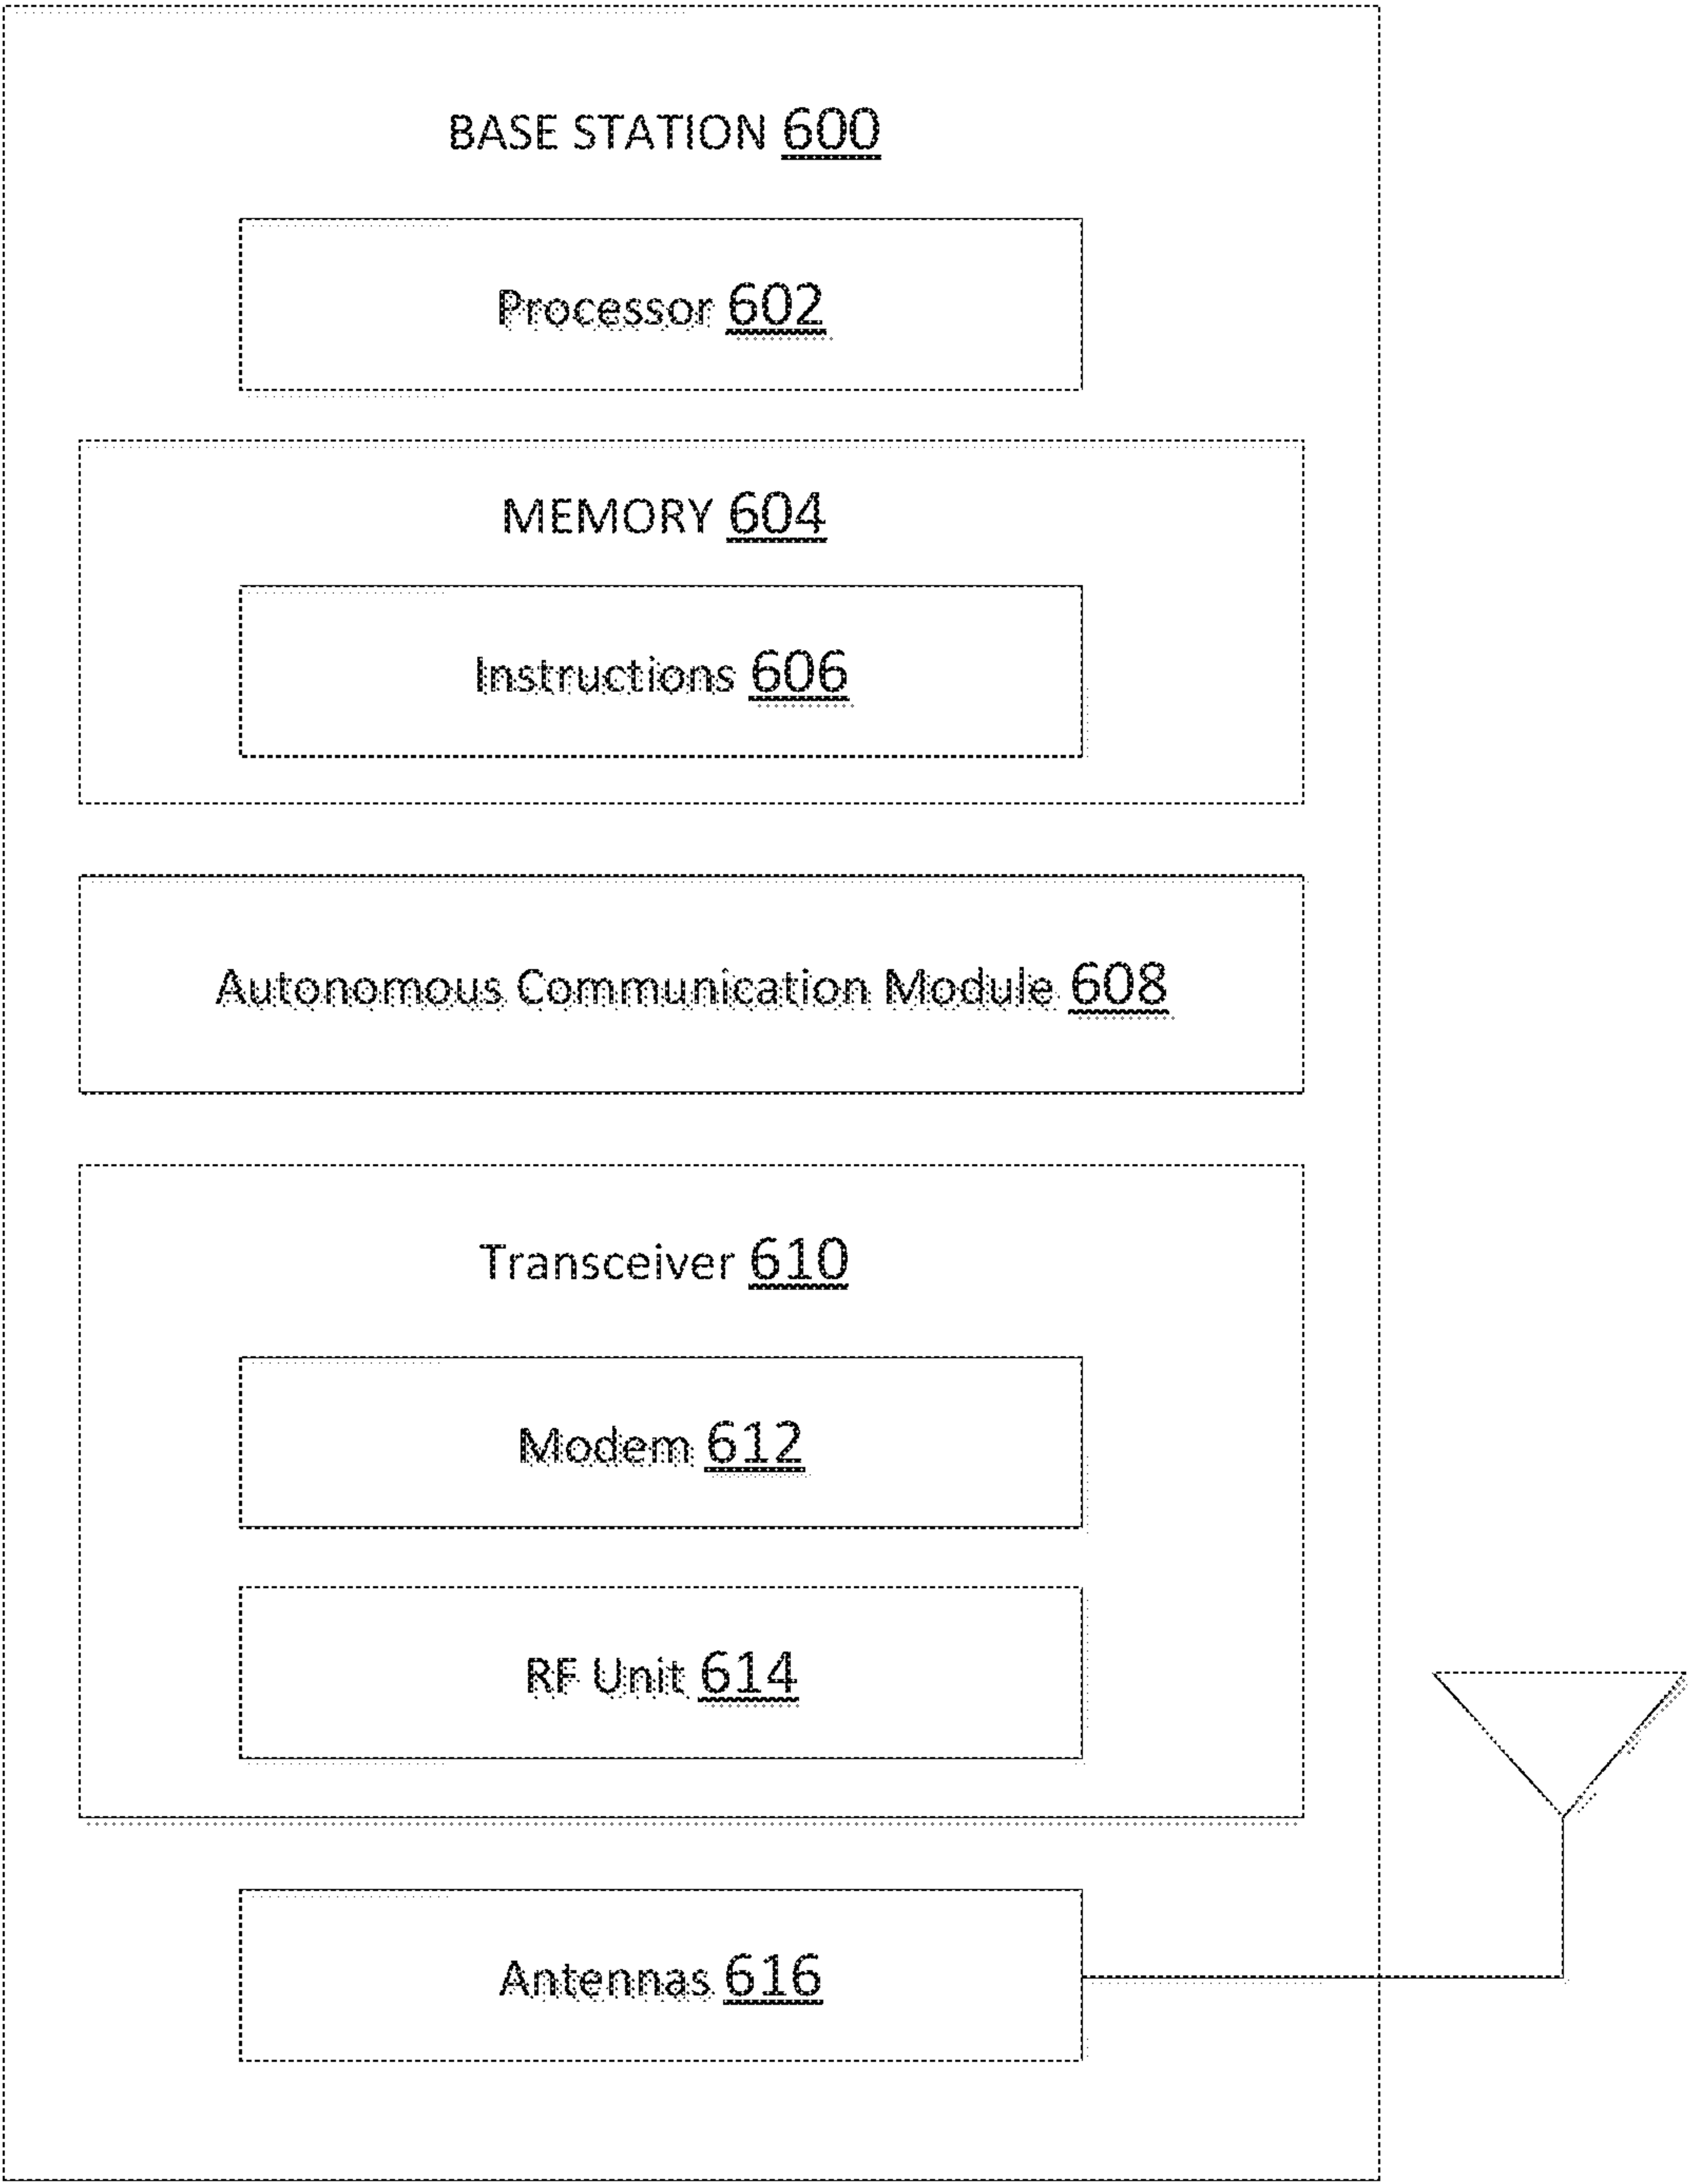 BASE STATION 600
Processor 602
MEMORY 604
Instructions 606
Autonomous Communication Module 608
Transceiver 610
Modem 612
RF Unit 614
Antennas 616